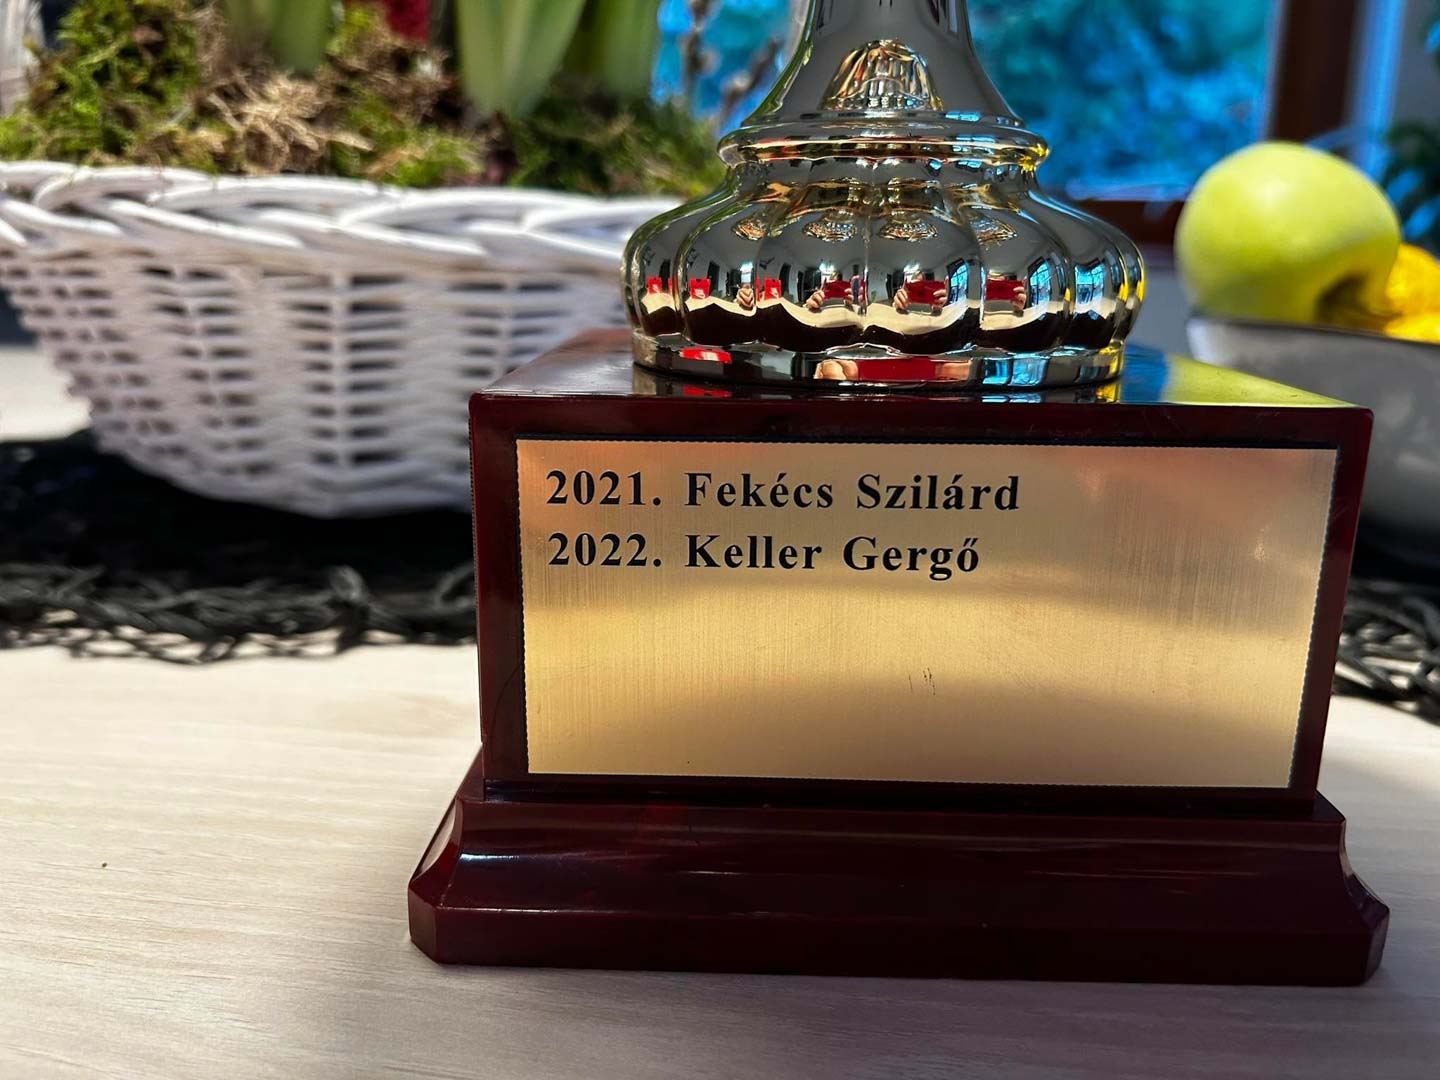 2021. Fekécs Szilárd
2022. Keller Gergő